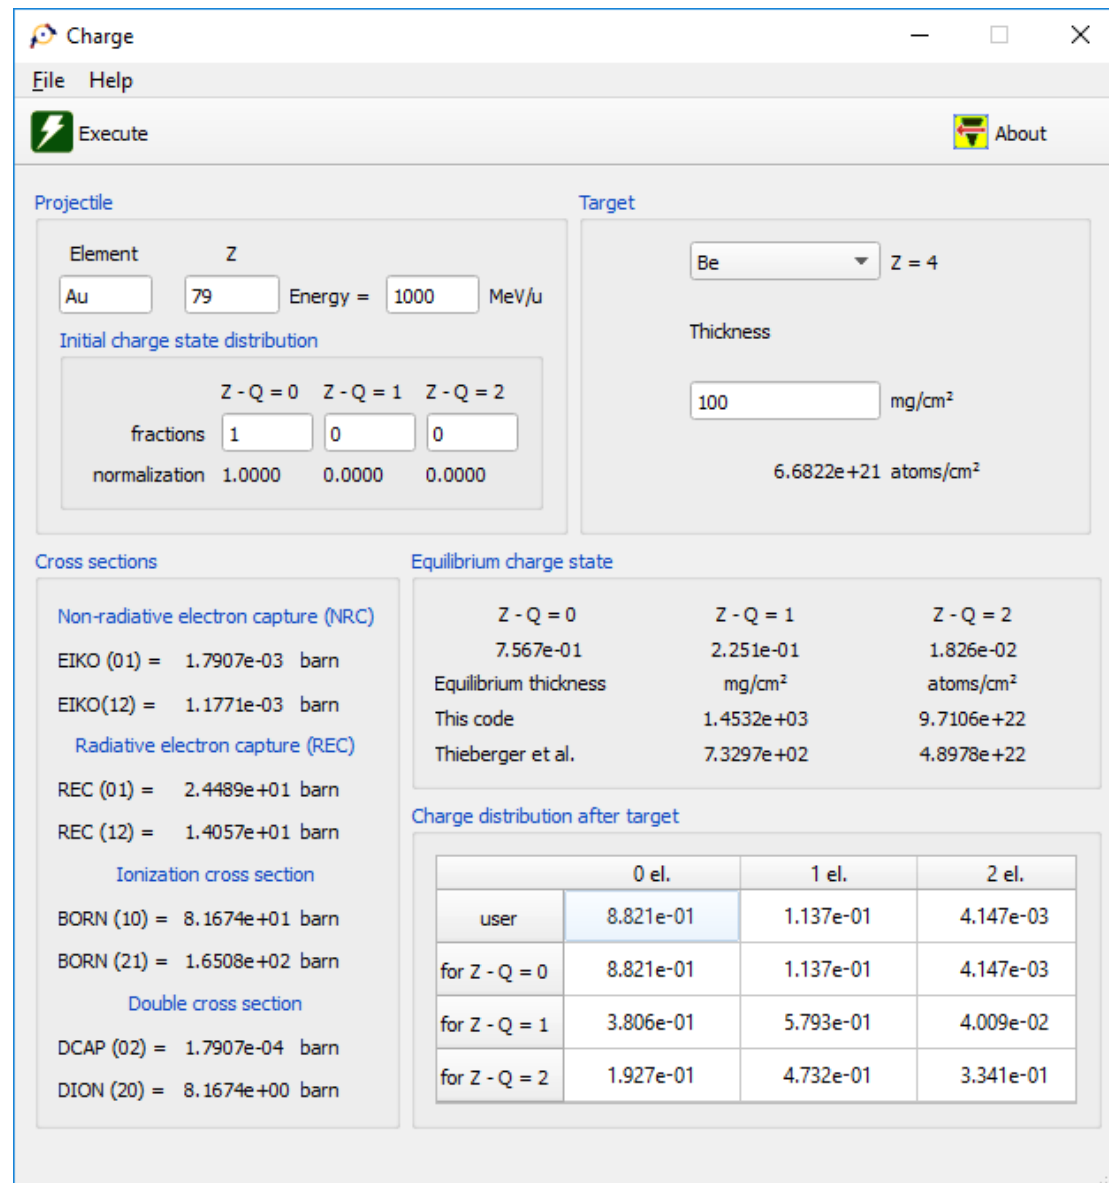 Charge
File Help
Execute About
Projectile
Element Z
Au 79 Energy = 1000 MeV/u
Initial charge state distribution
Z - Q = 0 Z - Q = 1 Z - Q = 2
fractions 1 0 0
normalization 1.0000 0.0000 0.0000
Target
Be Z = 4
Thickness
100 mg/cm²
6.6822e+21 atoms/cm²
Cross sections
Non-radiative electron capture (NRC)
EIKO (01) = 1.7907e-03 barn
EIKO(12) = 1.1771e-03 barn
Radiative electron capture (REC)
REC (01) = 2.4489e+01 barn
REC (12) = 1.4057e+01 barn
Ionization cross section
BORN (10) = 8.1674e+01 barn
BORN (21) = 1.6508e+02 barn
Double cross section
DCAP (02) = 1.7907e-04 barn
DION (20) = 8.1674e+00 barn
Equilibrium charge state
Z - Q = 0 Z - Q = 1 Z - Q = 2
7.567e-01 2.251e-01 1.826e-02
Equilibrium thickness mg/cm² atoms/cm²
This code 1.4532e+03 9.7106e+22
Thieberger et al. 7.3297e+02 4.8978e+22
Charge distribution after target
0 el. 1 el. 2 el.
user 8.821e-01 1.137e-01 4.147e-03
for Z - Q = 0 8.821e-01 1.137e-01 4.147e-03
for Z - Q = 1 3.806e-01 5.793e-01 4.009e-02
for Z - Q = 2 1.927e-01 4.732e-01 3.341e-01